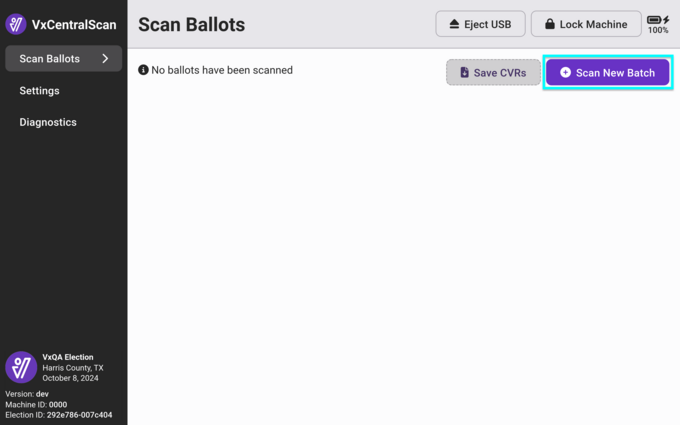 VxCentralScan
Scan Ballots
Eject USB
Lock Machine
100%
Scan Ballots
Settings
Diagnostics
No ballots have been scanned
Save CVRs
Scan New Batch
VxQA Election
Harris County, TX
October 8, 2024
Version: dev
Machine ID: 0000
Election ID: 292e786-007c404